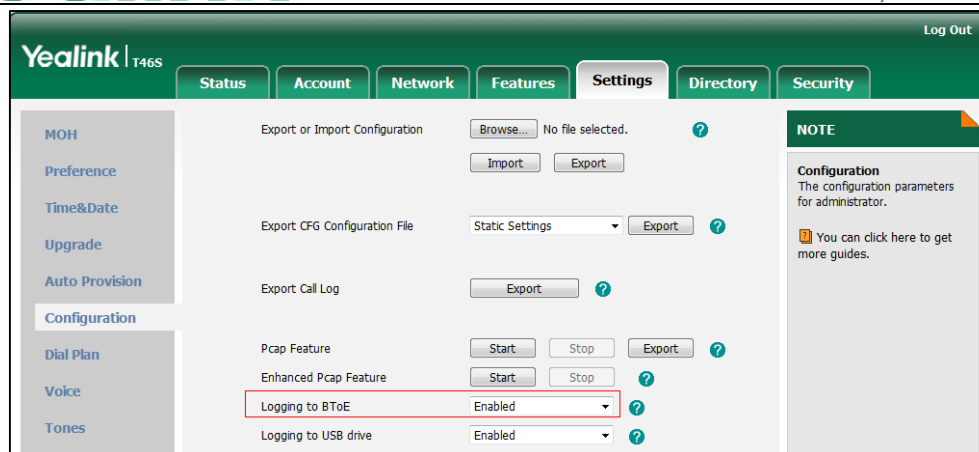 Log Out
Yealink | T46S
Status Account Network Features Settings Directory Security
MOH
Preference
Time&Date
Upgrade
Auto Provision
Configuration
Dial Plan
Voice
Tones
Export or Import Configuration Browse... No file selected. ?
Import Export
Export CFG Configuration File Static Settings Export ?
Export Call Log Export ?
Pcap Feature Start Stop Export ?
Enhanced Pcap Feature Start Stop ?
Logging to BToE Enabled ?
Logging to USB drive Enabled ?
NOTE
Configuration
The configuration parameters
for administrator.
? You can click here to get
more guides.